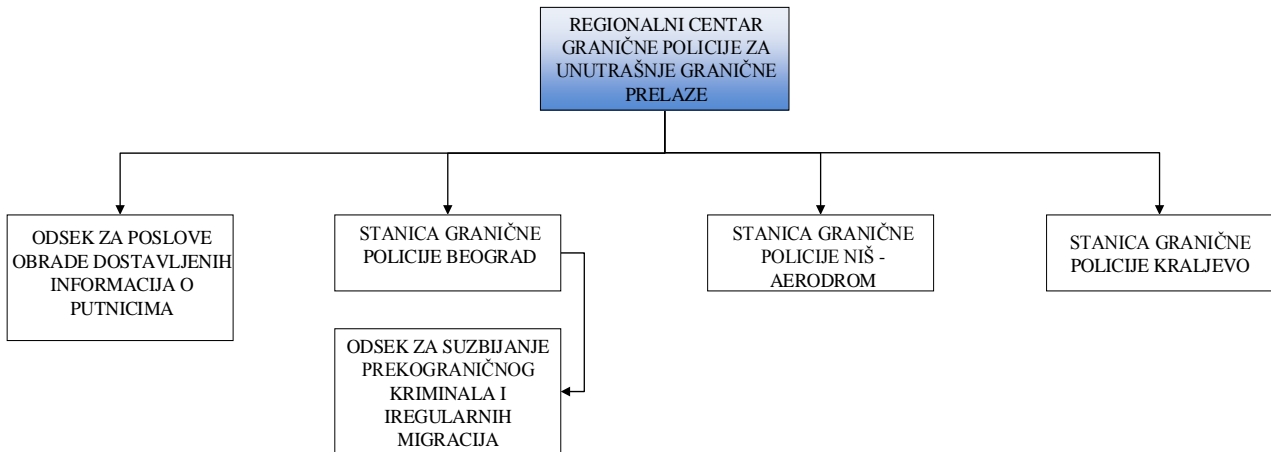 REGIONALNI CENTAR
GRANIČNE POLICIJE ZA
UNUTRAŠNJE GRANIČNE
PRELAZE
ODSEK ZA POSLOVE
OBRADE DOSTAVLJENIH
INFORMACIJA O
PUTNICIMA
STANICA GRANIČNE
POLICIJE BEOGRAD
STANICA GRANIČNE
POLICIJE NIŠ -
AERODROM
STANICA GRANIČNE
POLICIJE KRALJEVO
ODSEK ZA SUZBIJANJE
PREKOGRANIČNOG
KRIMINALA I
IREGULARNIH
MIGRACIJA